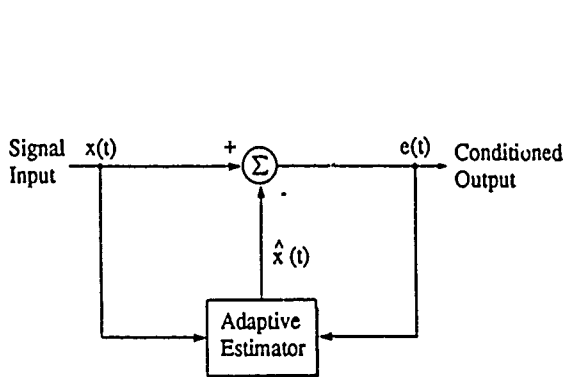 Signal
Input
x(t)
+
Σ
-
e(t)
Conditioned
Output
x̂ (t)
Adaptive
Estimator